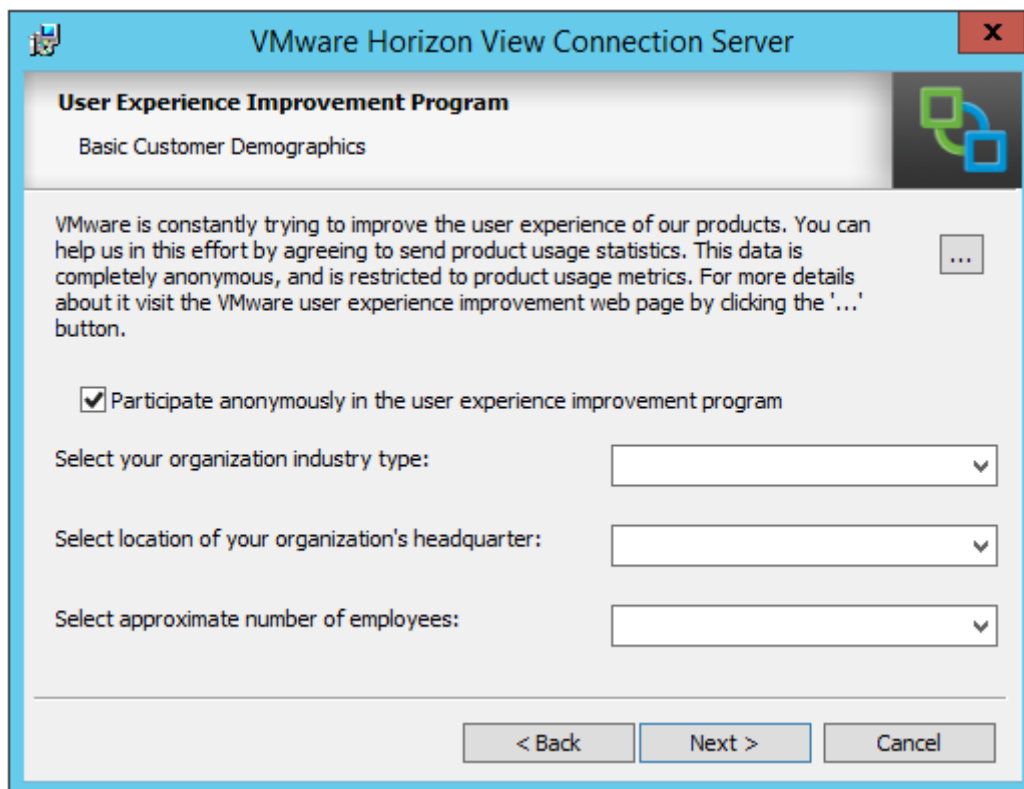 VMware Horizon View Connection Server
x
User Experience Improvement Program
Basic Customer Demographics
VMware is constantly trying to improve the user experience of our products. You can
help us in this effort by agreeing to send product usage statistics. This data is
completely anonymous, and is restricted to product usage metrics. For more details
about it visit the VMware user experience improvement web page by clicking the '...'
button.
...
Participate anonymously in the user experience improvement program
Select your organization industry type:
Select location of your organization's headquarter:
Select approximate number of employees:
< Back
Next >
Cancel